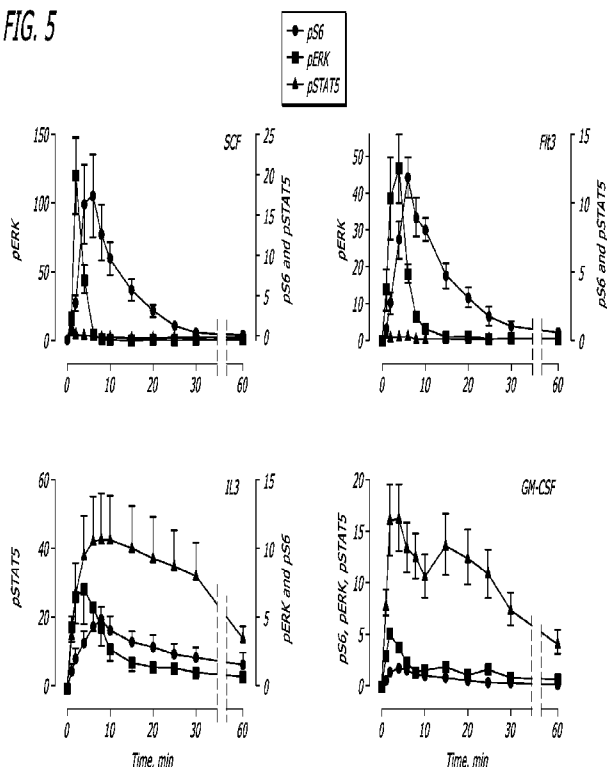 FIG. 5
pS6
pERK
pSTAT5
SCF
150
100
50
0
pERK
25
20
15
10
5
0
pS6 and pSTAT5
0 10 20 30 60
Flt3
50
40
30
20
10
0
pERK
15
10
5
0
pS6 and pSTAT5
0 10 20 30 60
IL3
60
40
20
0
pSTAT5
15
10
5
0
pERK and pS6
0 10 20 30 60
Time, min
GM-CSF
20
15
10
5
0
pS6, pERK, pSTAT5
0 10 20 30 60
Time, min